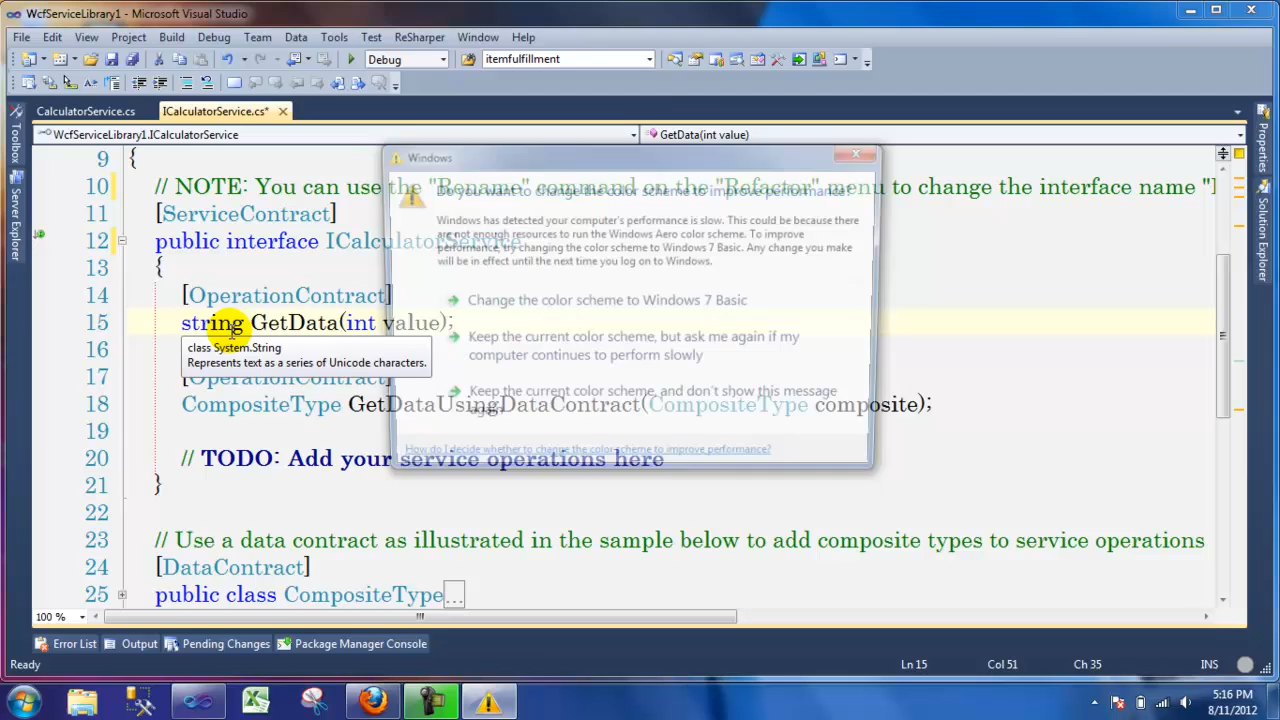 WcfServiceLibrary1 - Microsoft Visual Studio
File Edit View Project Build Debug Team Data Tools Test ReSharper Window Help
Debug itemfulfillment
CalculatorService.cs ICalculatorService.cs*
WcfServiceLibrary1.ICalculatorService GetData(int value)
Toolbox
Server Explorer
Properties
Solution Explorer
9 {
10 // NOTE: You can use the "Rename" command on the "Refactor" menu to change the interface name "I
11 [ServiceContract]
12 public interface ICalculatorService
13 {
14 [OperationContract]
15 string GetData(int value);
16
17 [OperationContract]
18 CompositeType GetDataUsingDataContract(CompositeType composite);
19
20 // TODO: Add your service operations here
21 }
22
23 // Use a data contract as illustrated in the sample below to add composite types to service operations
24 [DataContract]
25 public class CompositeType...
class System.String
Represents text as a series of Unicode characters.
Windows
Do you want to change the color scheme to improve performance?
Windows has detected your computer's performance is slow. This could be because there
are not enough resources to run the Windows Aero color scheme. To improve
performance, try changing the color scheme to Windows 7 Basic. Any change you make
will be in effect until the next time you log on to Windows.
Change the color scheme to Windows 7 Basic
Keep the current color scheme, but ask me again if my
computer continues to perform slowly
Keep the current color scheme, and don't show this message
again
How do I decide whether to change the color scheme to improve performance?
100 %
Error List Output Pending Changes Package Manager Console
Ready Ln 15 Col 51 Ch 35 INS
5:16 PM
8/11/2012